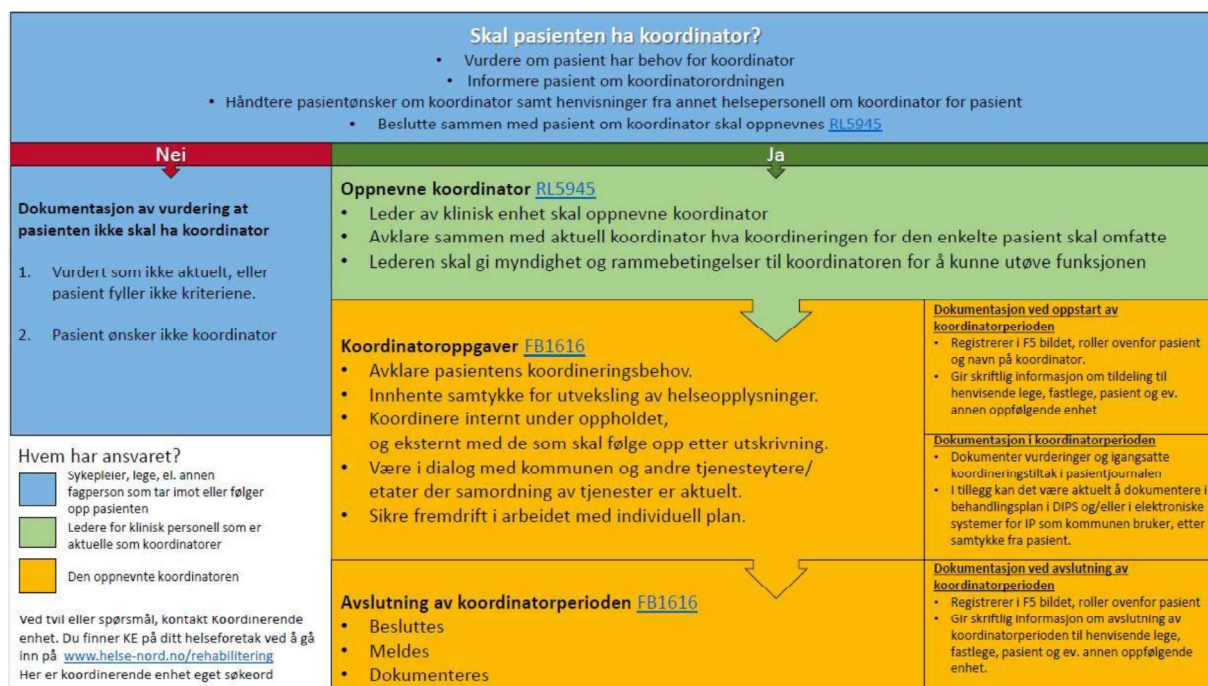 Skal pasienten ha koordinator?
• Vurdere om pasient har behov for koordinator
• Informere pasient om koordinatorordningen
• Håndtere pasientønsker om koordinator samt henvisninger fra annet helsepersonell om koordinator for pasient
• Beslutte sammen med pasient om koordinator skal oppnevnes RL5945
Nei
Dokumentasjon av vurdering at
pasienten ikke skal ha koordinator
1. Vurdert som ikke aktuelt, eller
pasient fyller ikke kriteriene.
2. Pasient ønsker ikke koordinator
Ja
Oppnevne koordinator RL5945
• Leder av klinisk enhet skal oppnevne koordinator
• Avklare sammen med aktuell koordinator hva koordineringen for den enkelte pasient skal omfatte
• Lederen skal gi myndighet og rammebetingelser til koordinatoren for å kunne utøve funksjonen
Koordinatoroppgaver FB1616
• Avklare pasientens koordineringsbehov.
• Innhente samtykke for utveksling av helseopplysninger.
• Koordinere internt under oppholdet,
og eksternt med de som skal følge opp etter utskrivning.
• Være i dialog med kommunen og andre tjenesteytere/
etater der samordning av tjenester er aktuelt.
• Sikre fremdrift i arbeidet med individuell plan.
Dokumentasjon ved oppstart av
koordinatorperioden
• Registrerer i F5 bildet, roller ovenfor pasient
og navn på koordinator.
• Gir skriftlig informasjon om tildeling til
henvisende lege, fastlege, pasient og ev.
annen oppfølgende enhet
Dokumentasjon i koordinatorperioden
• Dokumenter vurderinger og igangsatte
koordineringstiltak i pasientjournalen
• I tillegg kan det være aktuelt å dokumentere i
behandlingsplan i DIPS og/eller i elektroniske
systemer for IP som kommunen bruker, etter
samtykke fra pasient.
Avslutning av koordinatorperioden FB1616
• Besluttes
• Meldes
• Dokumenteres
Dokumentasjon ved avslutning av
koordinatorperioden
• Registrerer i F5 bildet, roller ovenfor pasient
• Gir skriftlig informasjon om avslutning av
koordinatorperioden til henvisende lege,
fastlege, pasient og ev. annen oppfølgende
enhet.
Hvem har ansvaret?
Sykepleier, lege, el. annen
fagperson som tar imot eller følger
opp pasienten
Ledere for klinisk personell som er
aktuelle som koordinatorer
Den oppnevnte koordinatoren
Ved tvil eller spørsmål, kontakt Koordinerende
enhet. Du finner KE på ditt helseforetak ved å gå
inn på www.helse-nord.no/rehabilitering
Her er koordinerende enhet eget søkeord